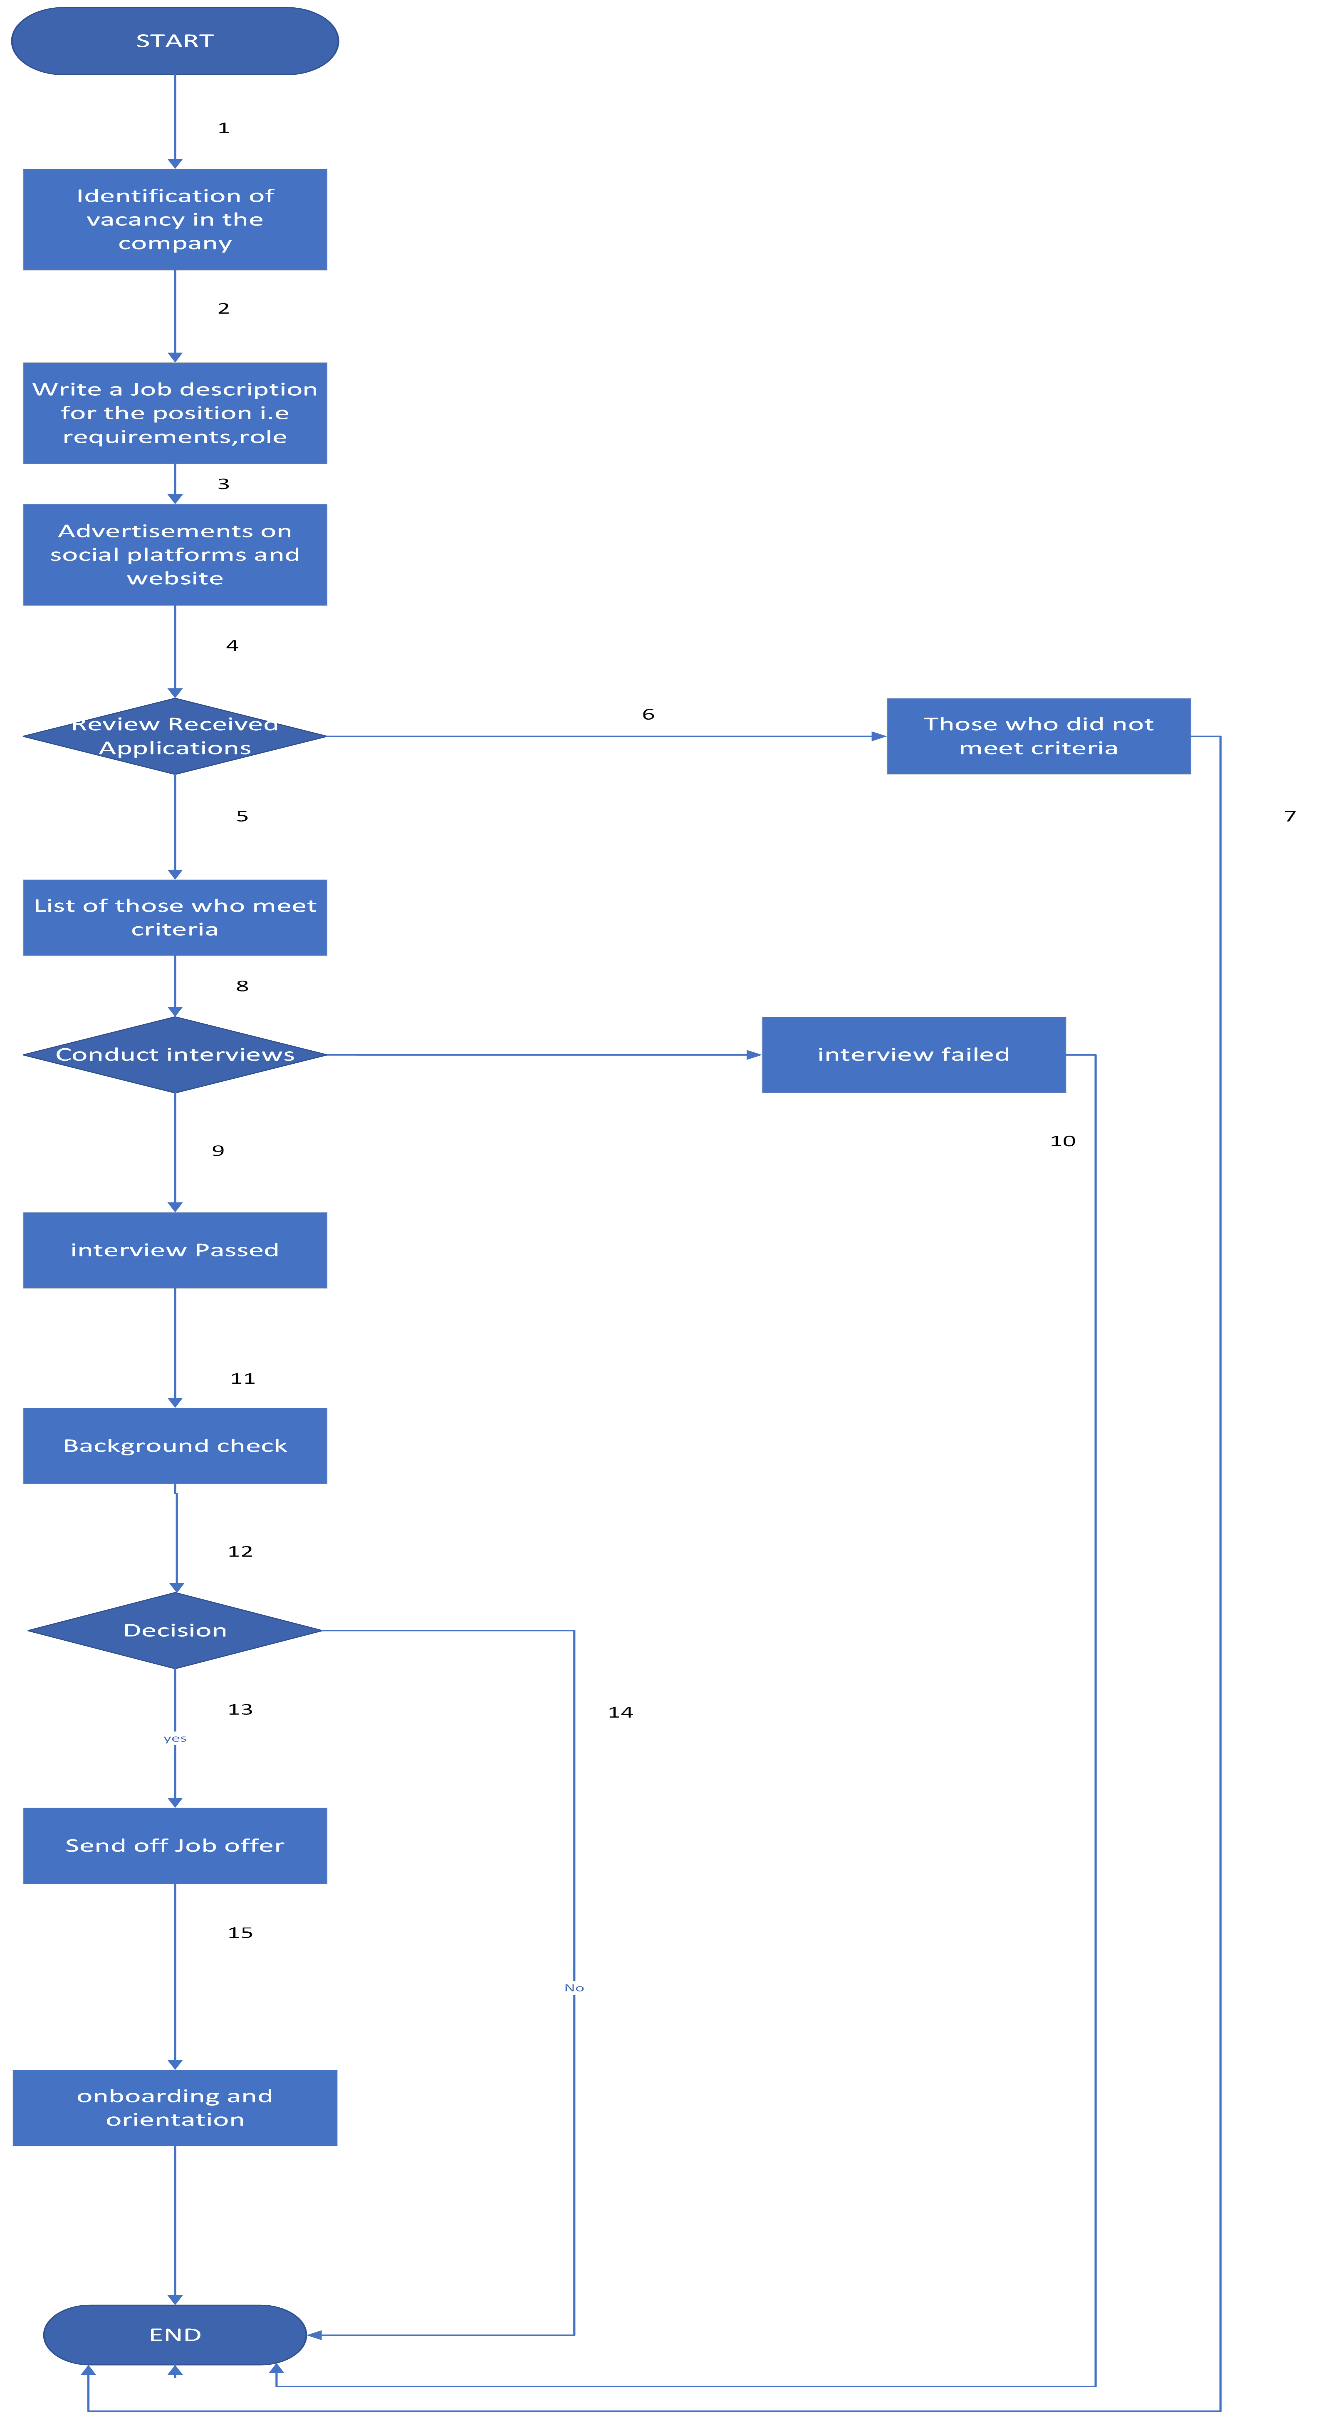 START
1
Identification of
vacancy in the
company
2
Write a Job description
for the position i.e
requirements,role
3
Advertisements on
social platforms and
website
4
Review Received
Applications
6
Those who did not
meet criteria
5
7
List of those who meet
criteria
8
Conduct interviews
interview failed
9
10
interview Passed
11
Background check
12
Decision
13
14
yes
Send off Job offer
15
No
onboarding and
orientation
END